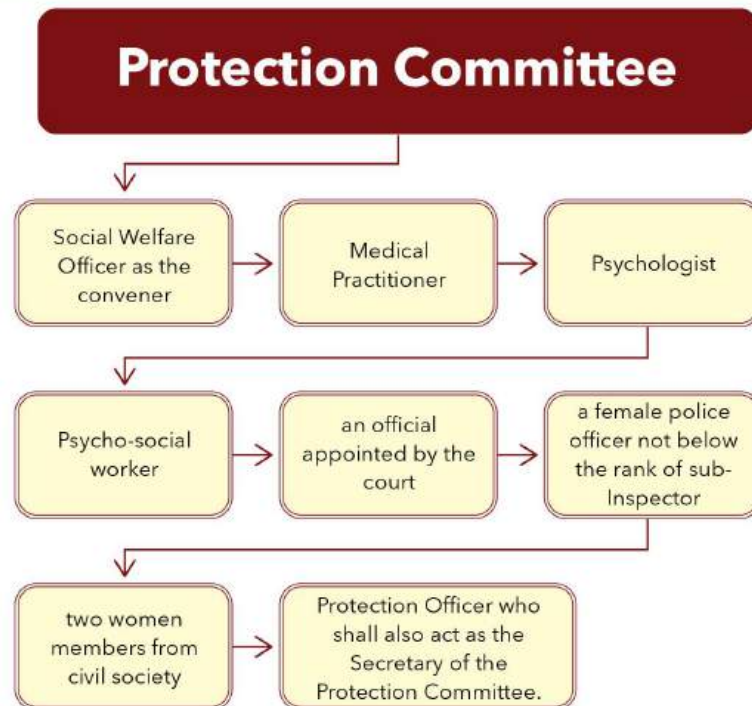 Protection Committee
Social Welfare
Officer as the
convener
Medical
Practitioner
Psychologist
Psycho-social
worker
an official
appointed by the
court
a female police
officer not below
the rank of sub-
Inspector
two women
members from
civil society
Protection Officer who
shall also act as the
Secretary of the
Protection Committee.